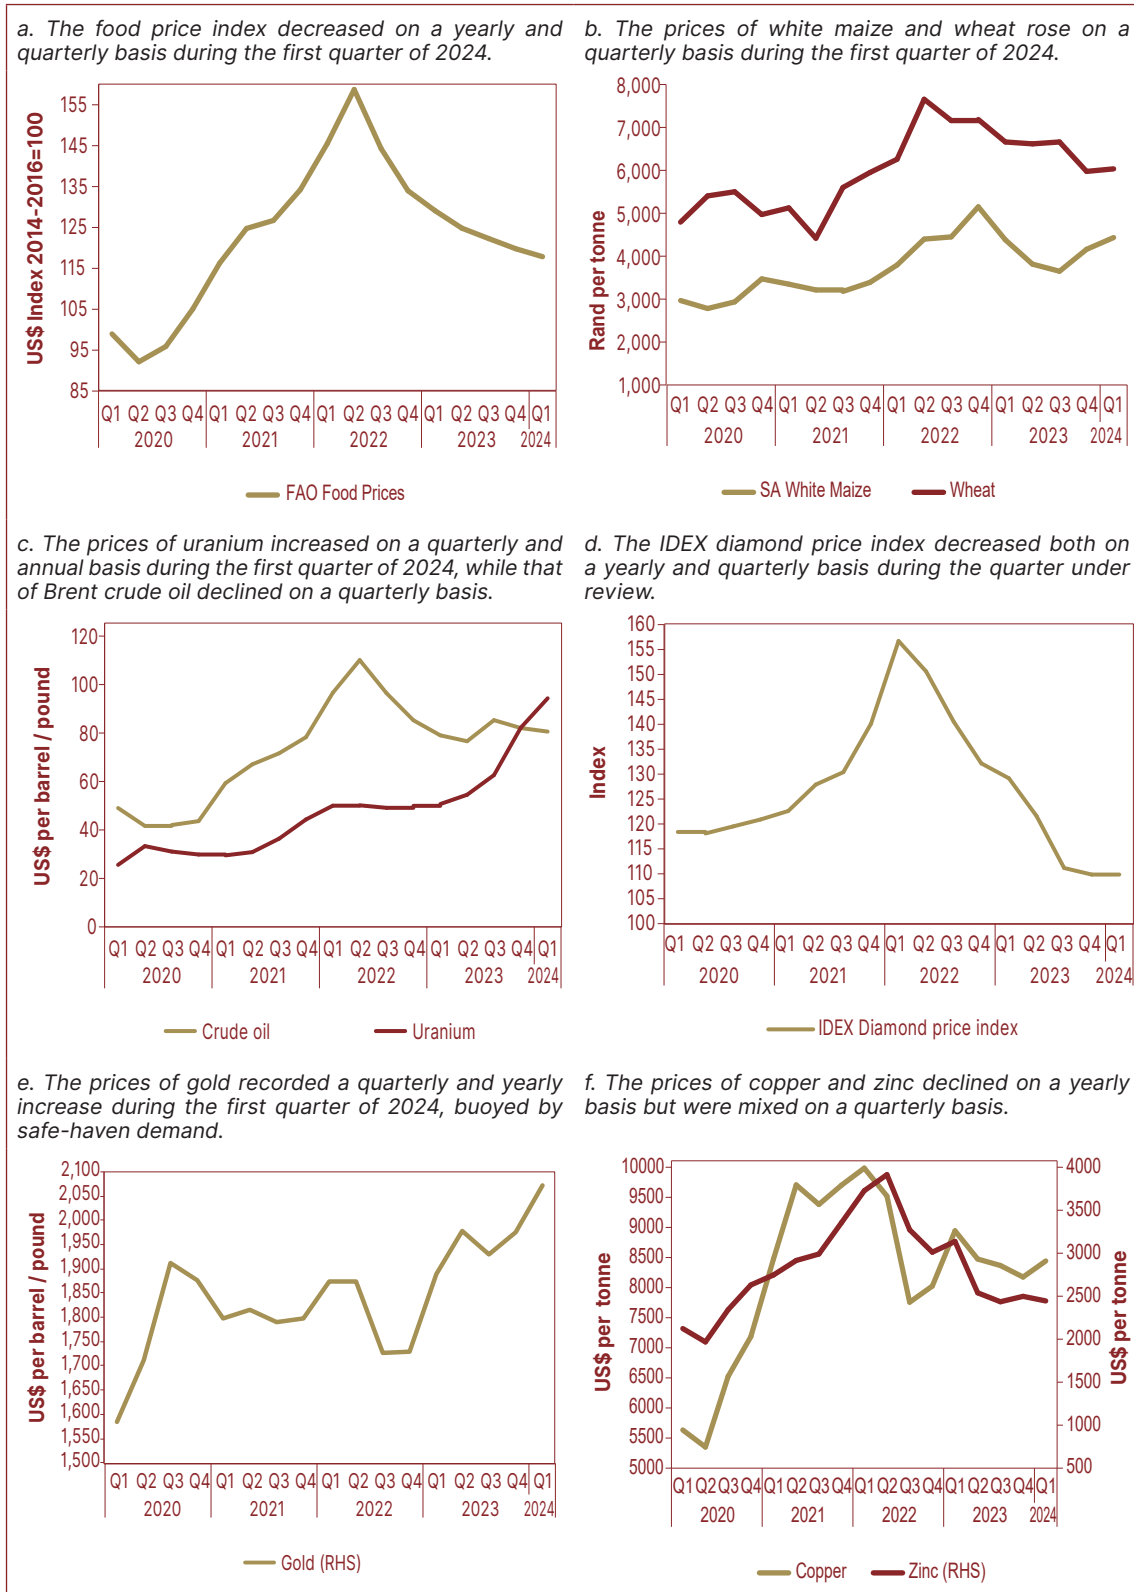 a. The food price index decreased on a yearly and
quarterly basis during the first quarter of 2024.
US$ Index 2014-2016=100
155
145
135
125
115
105
95
85
Q1 Q2 Q3 Q4 Q1 Q2 Q3 Q4 Q1 Q2 Q3 Q4 Q1 Q2 Q3 Q4 Q1
2020 2021 2022 2023 2024
FAO Food Prices
b. The prices of white maize and wheat rose on a
quarterly basis during the first quarter of 2024.
Rand per tonne
8,000
7,000
6,000
5,000
4,000
3,000
2,000
1,000
Q1 Q2 Q3 Q4 Q1 Q2 Q3 Q4 Q1 Q2 Q3 Q4 Q1 Q2 Q3 Q4 Q1
2020 2021 2022 2023 2024
SA White Maize Wheat
c. The prices of uranium increased on a quarterly and
annual basis during the first quarter of 2024, while that
of Brent crude oil declined on a quarterly basis.
US$ per barrel / pound
120
100
80
60
40
20
0
Q1 Q2 Q3 Q4 Q1 Q2 Q3 Q4 Q1 Q2 Q3 Q4 Q1 Q2 Q3 Q4 Q1
2020 2021 2022 2023 2024
Crude oil Uranium
d. The IDEX diamond price index decreased both on
a yearly and quarterly basis during the quarter under
review.
Index
160
155
150
145
140
135
130
125
120
115
110
105
100
Q1 Q2 Q3 Q4 Q1 Q2 Q3 Q4 Q1 Q2 Q3 Q4 Q1 Q2 Q3 Q4 Q1
2020 2021 2022 2023 2024
IDEX Diamond price index
e. The prices of gold recorded a quarterly and yearly
increase during the first quarter of 2024, buoyed by
safe-haven demand.
US$ per barrel / pound
2,100
2,050
2,000
1,950
1,900
1,850
1,800
1,750
1,700
1,650
1,600
1,550
1,500
Q1 Q2 Q3 Q4 Q1 Q2 Q3 Q4 Q1 Q2 Q3 Q4 Q1 Q2 Q3 Q4 Q1
2020 2021 2022 2023 2024
Gold (RHS)
f. The prices of copper and zinc declined on a yearly
basis but were mixed on a quarterly basis.
US$ per tonne
10000
9500
9000
8500
8000
7500
7000
6500
6000
5500
5000
4000
3500
3000
2500
2000
1500
1000
500
US$ per tonne
Q1 Q2 Q3 Q4 Q1 Q2 Q3 Q4 Q1 Q2 Q3 Q4 Q1 Q2 Q3 Q4 Q1
2020 2021 2022 2023 2024
Copper Zinc (RHS)